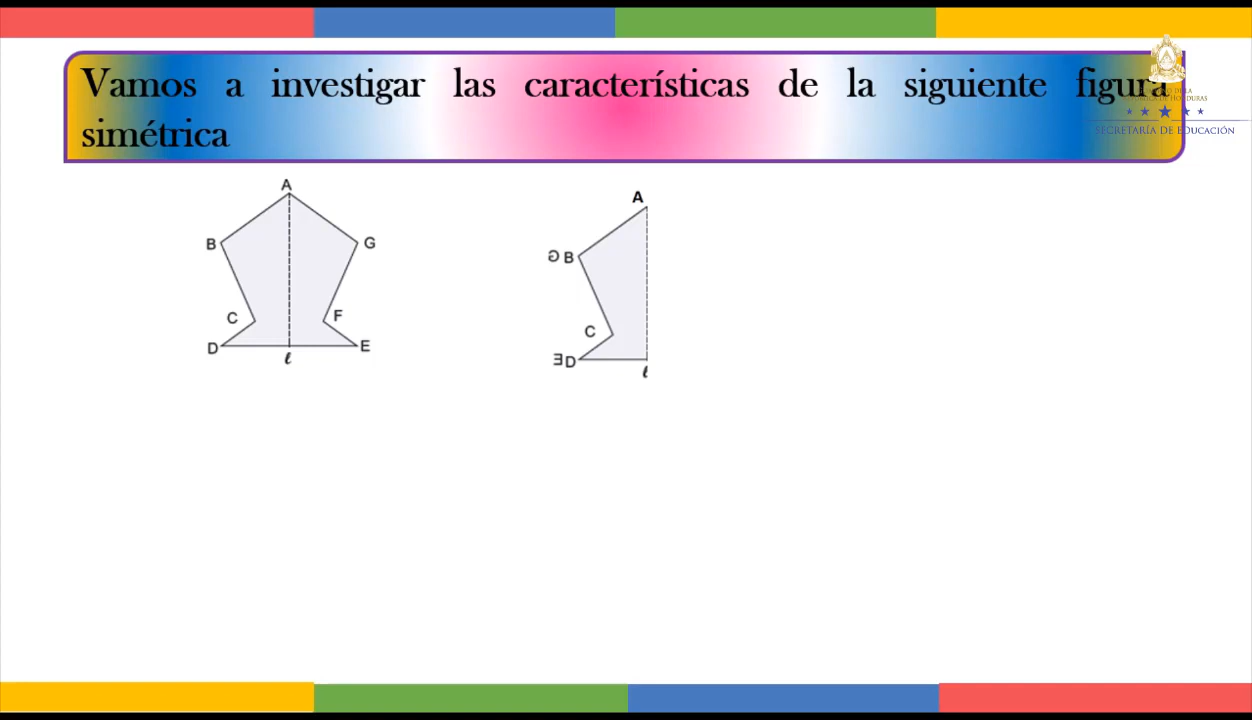 Vamos a investigar las características de la siguiente figura
simétrica
SECRETARÍA DE EDUCACIÓN
A
B
G
C
F
D
E
ℓ
A
G B
C
E D
ℓ